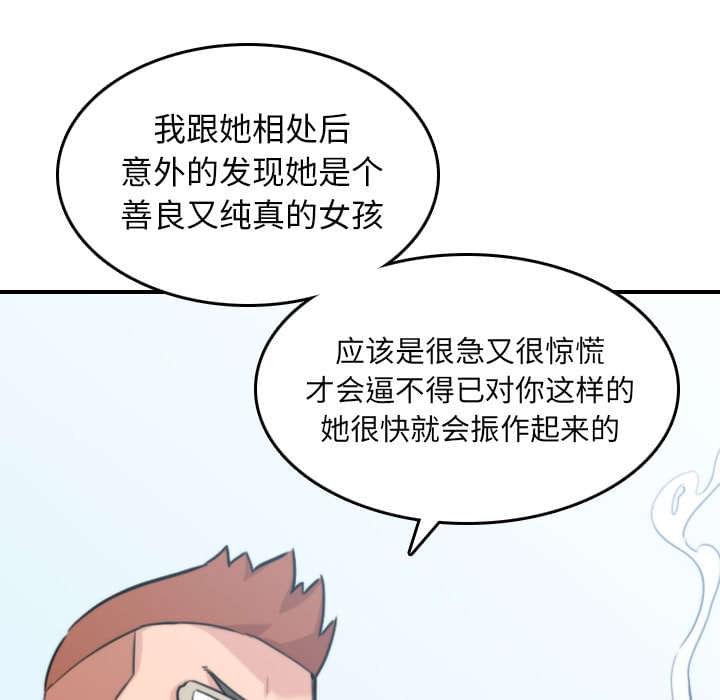 我跟她相处后
意外的发现她是个
善良又纯真的女孩
应该是很急又很惊慌
才会逼不得已对你这样的
她很快就会振作起来的